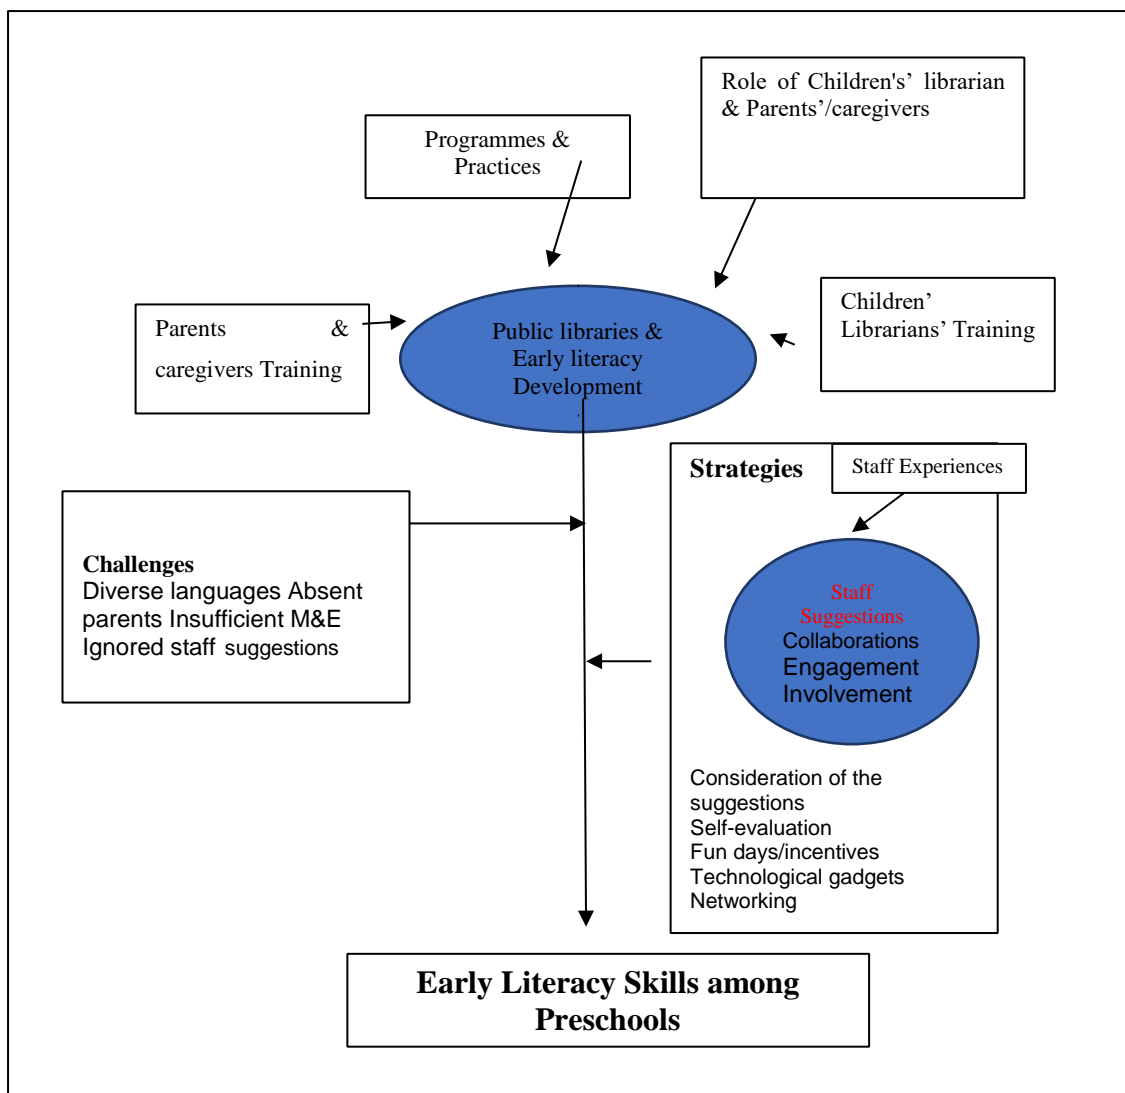 Role of Children's' librarian
& Parents'/caregivers
Programmes &
Practices
Children'
Librarians' Training
Parents &
caregivers Training
Public libraries &
Early literacy
Development
Strategies
Staff Experiences
Challenges
Diverse languages Absent
parents Insufficient M&E
Ignored staff suggestions
Staff
Suggestions
Collaborations
Engagement
Involvement
Consideration of the
suggestions
Self-evaluation
Fun days/incentives
Technological gadgets
Networking
Early Literacy Skills among
Preschools